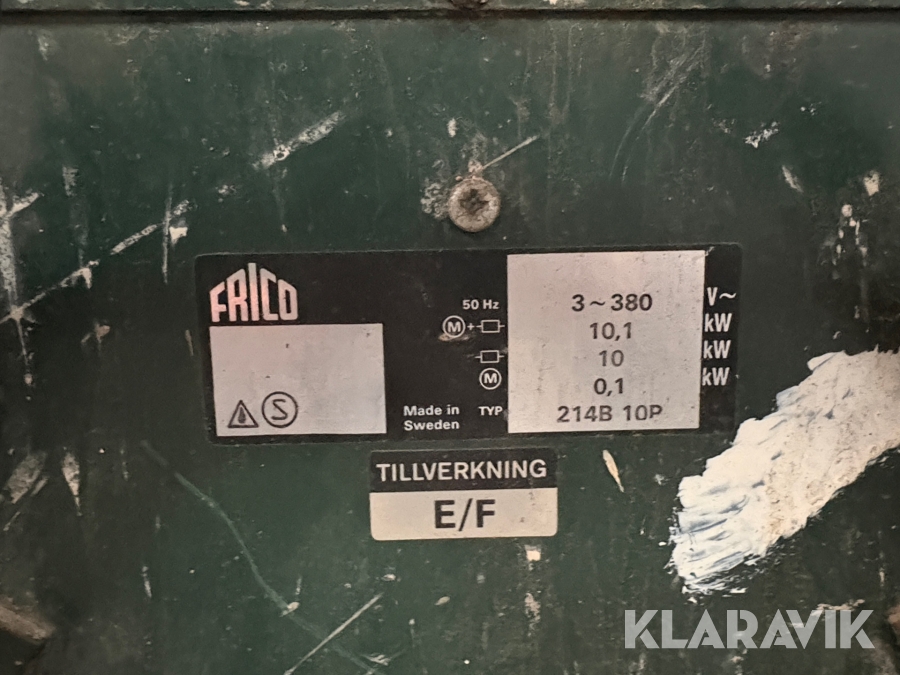 FRICO
50 Hz 3~380 V~
M + 10,1 kW
10 kW
M 0,1 kW
S
Made in Sweden TYP 214B 10P
TILLVERKNING
E/F
KLARAVIK